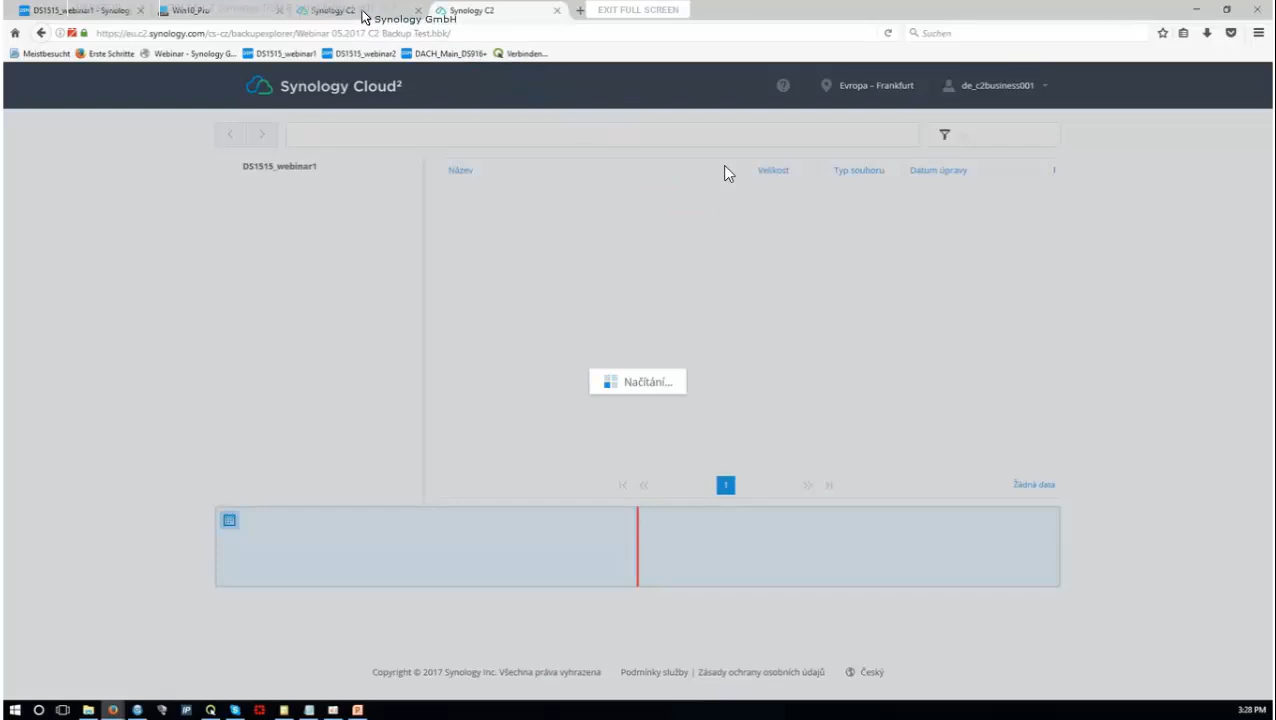 DS1515_webinar1 - Synolog
Win10_Pro
Synology C2
Synology C2
EXIT FULL SCREEN
Synology GmbH
https://eu.c2.synology.com/cs-cz/backupexplorer/Webinar 05.2017 C2 Backup Test.hbk/
Suchen
Meistbesucht Erste Schritte Webinar - Synology G... DS1515_webinar1 DS1515_webinar2 DACH_Main_DS916+ Verbinden...
Synology Cloud²
Evropa – Frankfurt
de_c2business001
DS1515_webinar1
Název Velikost Typ souboru Datum úpravy
Načítání...
1
Žádná data
Copyright © 2017 Synology Inc. Všechna práva vyhrazena
Podmínky služby | Zásady ochrany osobních údajů
Český
3:28 PM